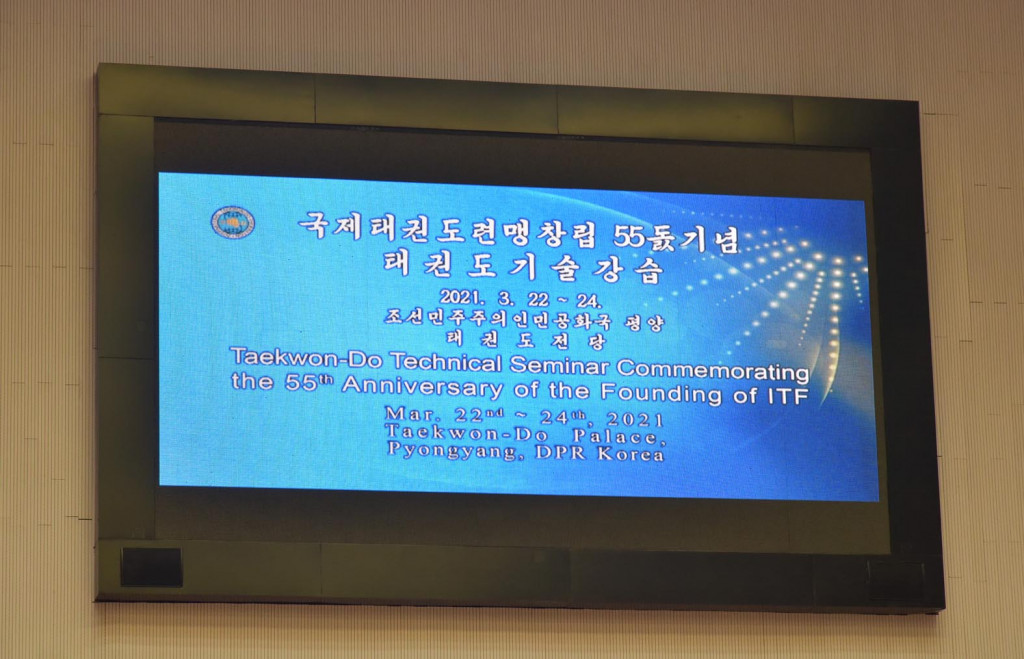 국제태권도련맹창립 55돐기념
태권도기술강습
2021. 3. 22 ~ 24.
조선민주주의인민공화국 평양
태권도전당
Taekwon-Do Technical Seminar Commemorating
the 55th Anniversary of the Founding of ITF
Mar. 22nd ~ 24th, 2021
Taekwon-Do Palace,
Pyongyang, DPR Korea